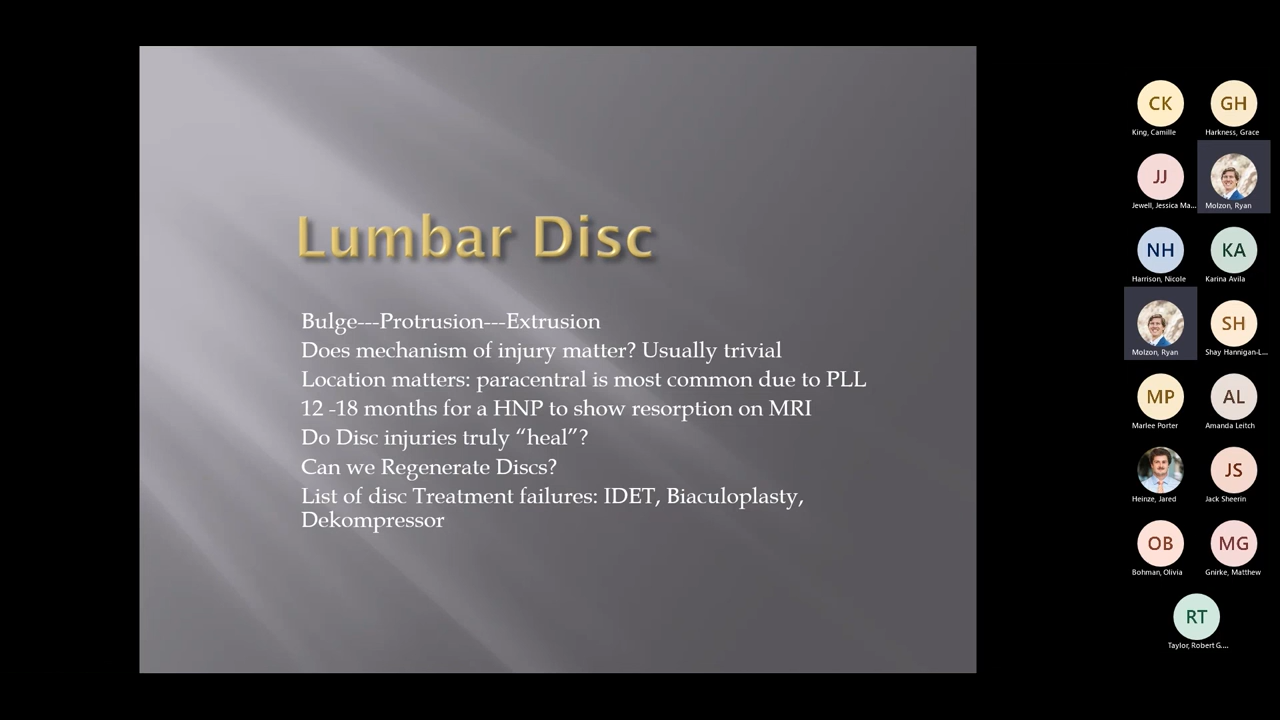 Lumbar Disc
Bulge---Protrusion---Extrusion
Does mechanism of injury matter? Usually trivial
Location matters: paracentral is most common due to PLL
12 -18 months for a HNP to show resorption on MRI
Do Disc injuries truly “heal”?
Can we Regenerate Discs?
List of disc Treatment failures: IDET, Biaculoplasty,
Dekompressor
CK
King, Camille
GH
Harkness, Grace
JJ
Jewell, Jessica Ma...
Molzon, Ryan
NH
Harrison, Nicole
KA
Karina Avila
Molzon, Ryan
SH
Shay Hannigan-L...
MP
Marlee Porter
AL
Amanda Leitch
Heinze, Jared
JS
Jack Sheerin
OB
Bohman, Olivia
MG
Gnirke, Matthew
RT
Taylor, Robert G....